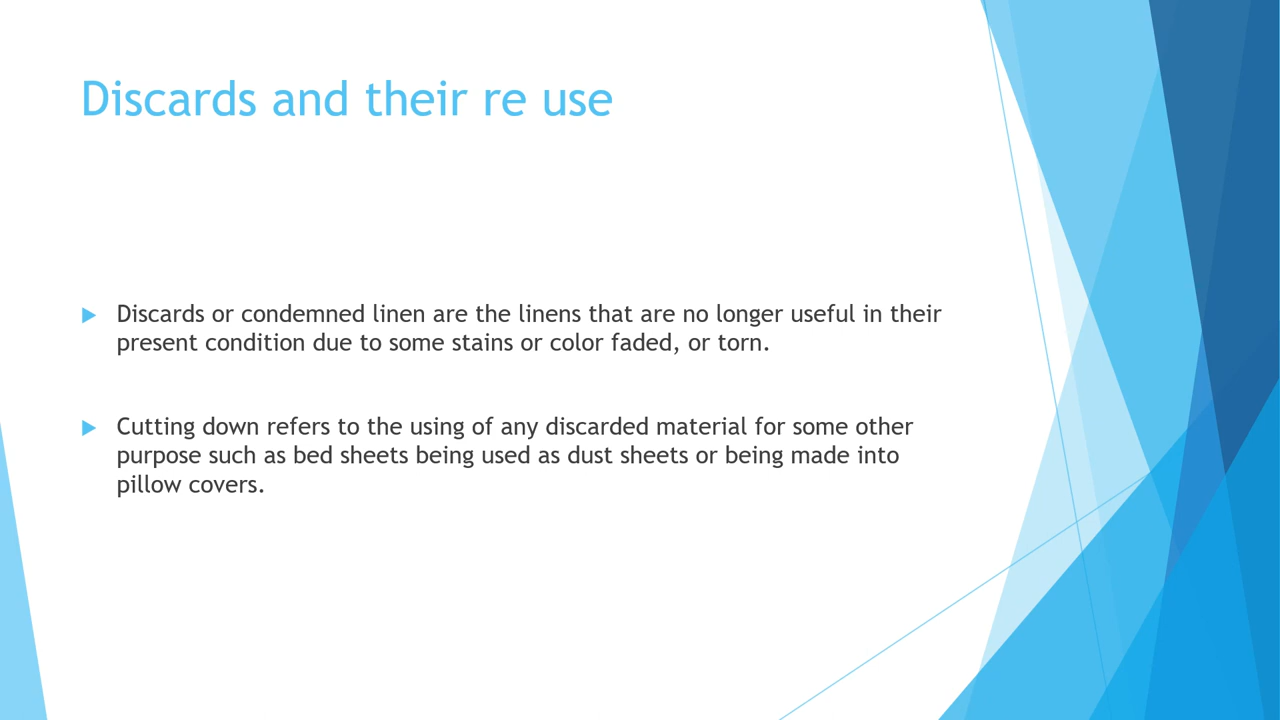 Discards and their re use
Discards or condemned linen are the linens that are no longer useful in their
present condition due to some stains or color faded, or torn.
Cutting down refers to the using of any discarded material for some other
purpose such as bed sheets being used as dust sheets or being made into
pillow covers.